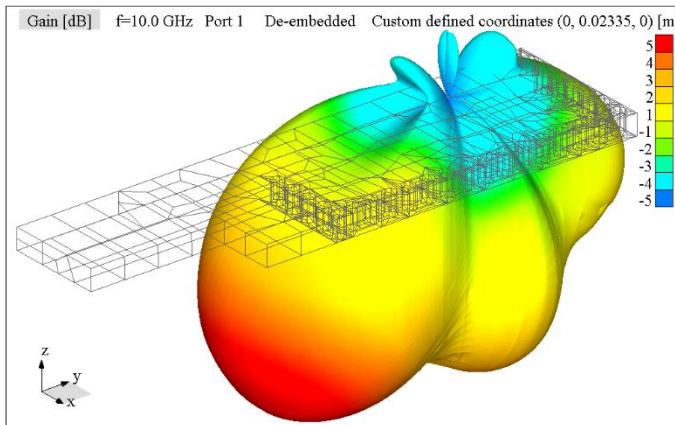 Gain [dB] f=10.0 GHz Port 1 De-embedded Custom defined coordinates (0, 0.02335, 0) [m
5
4
3
2
1
-1
-2
-3
-4
-5
z
y
x